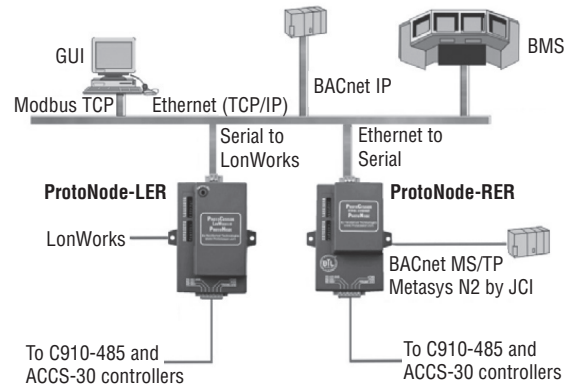 GUI
BMS
BACnet IP
Modbus TCP
Ethernet (TCP/IP)
Serial to
LonWorks
Ethernet to
Serial
ProtoNode-LER
ProtoNode-RER
LonWorks
BACnet MS/TP
Metasys N2 by JCI
To C910-485 and
ACCS-30 controllers
To C910-485 and
ACCS-30 controllers